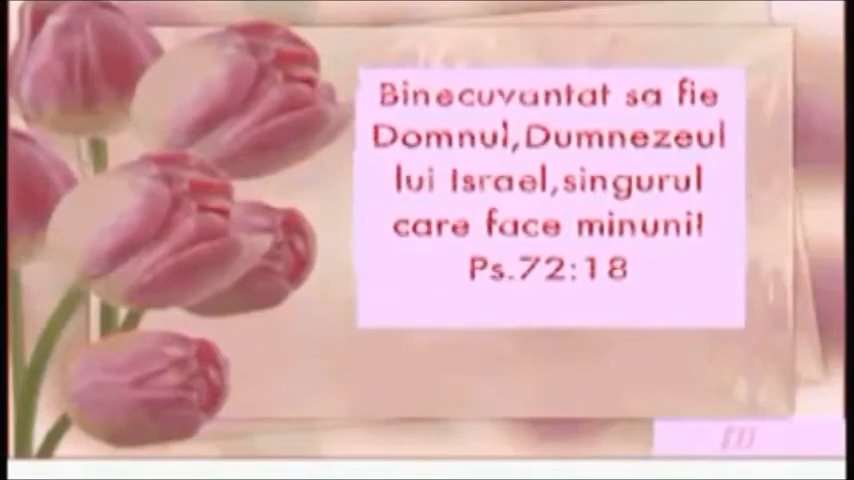 Binecuvantat sa fie
Domnul,Dumnezeul
lui Israel,singurul
care face minuni!
Ps.72:18